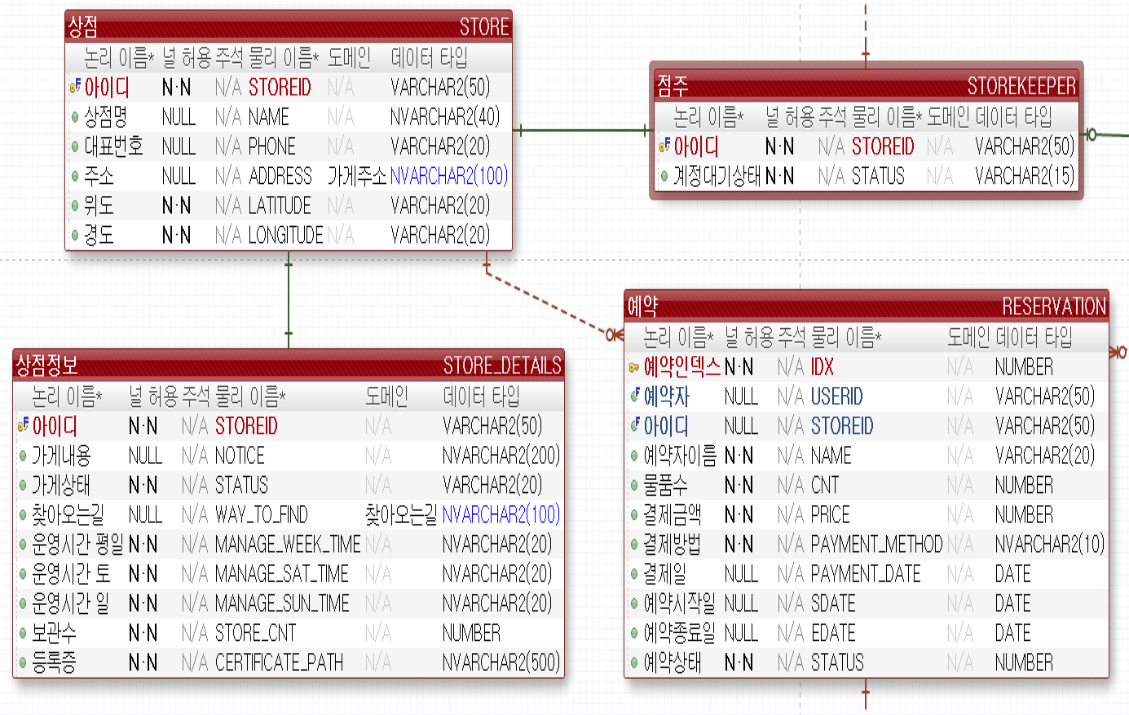 상점 STORE
논리 이름* 널 허용 주석 물리 이름* 도메인 데이터 타입
아이디 N·N N/A STOREID N/A VARCHAR2(50)
상점명 NULL N/A NAME N/A NVARCHAR2(40)
대표번호 NULL N/A PHONE N/A VARCHAR2(20)
주소 NULL N/A ADDRESS 가게주소 NVARCHAR2(100)
위도 N·N N/A LATITUDE N/A VARCHAR2(20)
경도 N·N N/A LONGITUDE N/A VARCHAR2(20)
점주 STOREKEEPER
논리 이름* 널 허용 주석 물리 이름* 도메인 데이터 타입
아이디 N·N N/A STOREID N/A VARCHAR2(50)
계정대기상태 N·N N/A STATUS N/A VARCHAR2(15)
상점정보 STORE_DETAILS
논리 이름* 널 허용 주석 물리 이름* 도메인 데이터 타입
아이디 N·N N/A STOREID N/A VARCHAR2(50)
가게내용 NULL N/A NOTICE N/A NVARCHAR2(200)
가게상태 N·N N/A STATUS N/A VARCHAR2(20)
찾아오는길 NULL N/A WAY_TO_FIND 찾아오는길 NVARCHAR2(100)
운영시간 평일 N·N N/A MANAGE_WEEK_TIME N/A NVARCHAR2(20)
운영시간 토 N·N N/A MANAGE_SAT_TIME N/A NVARCHAR2(20)
운영시간 일 N·N N/A MANAGE_SUN_TIME N/A NVARCHAR2(20)
보관수 N·N N/A STORE_CNT N/A NUMBER
등록증 N·N N/A CERTIFICATE_PATH N/A NVARCHAR2(500)
예약 RESERVATION
논리 이름* 널 허용 주석 물리 이름* 도메인 데이터 타입
예약인덱스 N·N N/A IDX N/A NUMBER
예약자 NULL N/A USERID N/A VARCHAR2(50)
아이디 NULL N/A STOREID N/A VARCHAR2(50)
예약자이름 N·N N/A NAME N/A VARCHAR2(20)
물품수 N·N N/A CNT N/A NUMBER
결제금액 N·N N/A PRICE N/A NUMBER
결제방법 N·N N/A PAYMENT_METHOD N/A NVARCHAR2(10)
결제일 NULL N/A PAYMENT_DATE N/A DATE
예약시작일 NULL N/A SDATE N/A DATE
예약종료일 NULL N/A EDATE N/A DATE
예약상태 N·N N/A STATUS N/A NUMBER